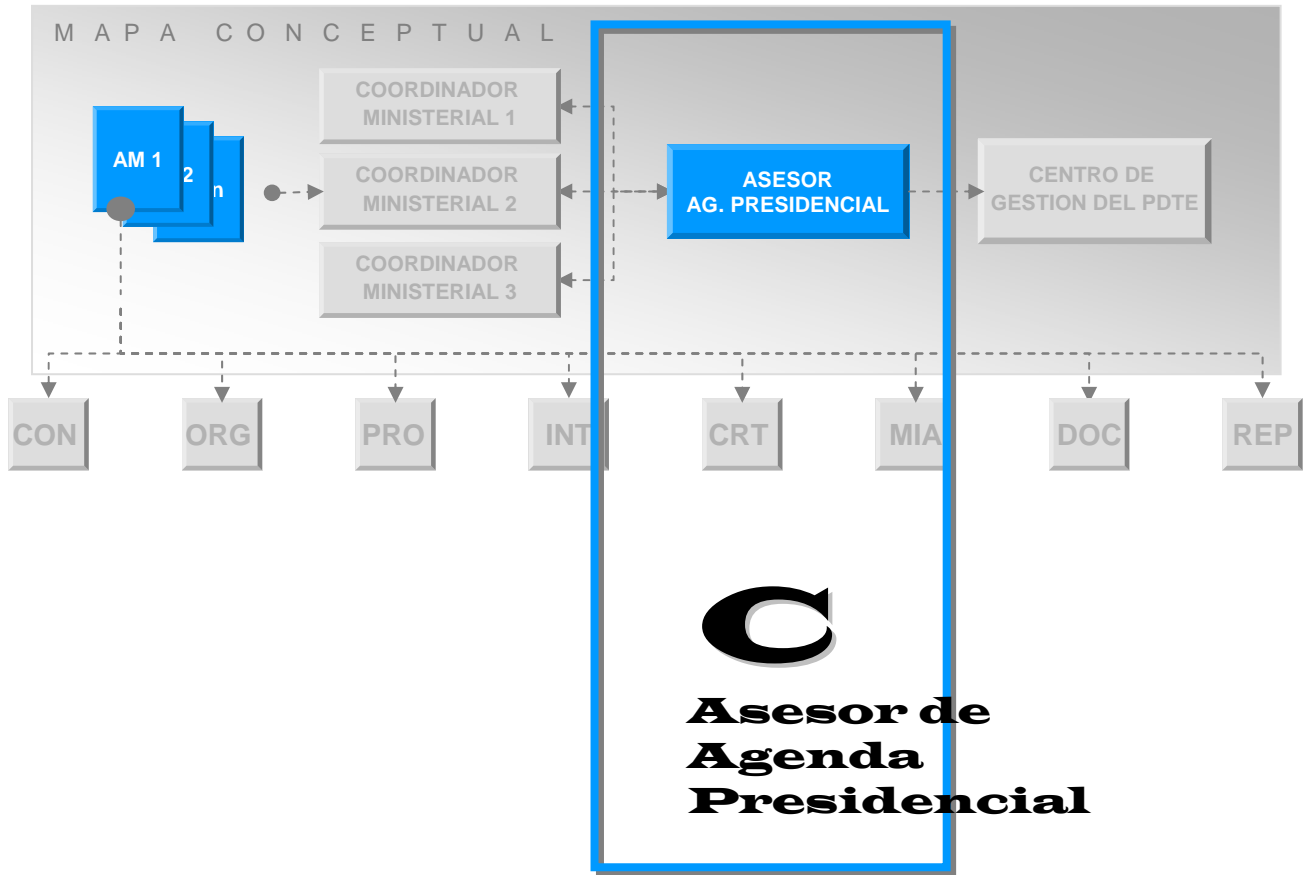 MAPA CONCEPTUAL
COORDINADOR
MINISTERIAL 1
AM 1
2
n
COORDINADOR
MINISTERIAL 2
COORDINADOR
MINISTERIAL 3
ASESOR
AG. PRESIDENCIAL
CENTRO DE
GESTION DEL PDTE
CON
ORG
PRO
INT
CRT
MIA
DOC
REP
C
Asesor de
Agenda
Presidencial